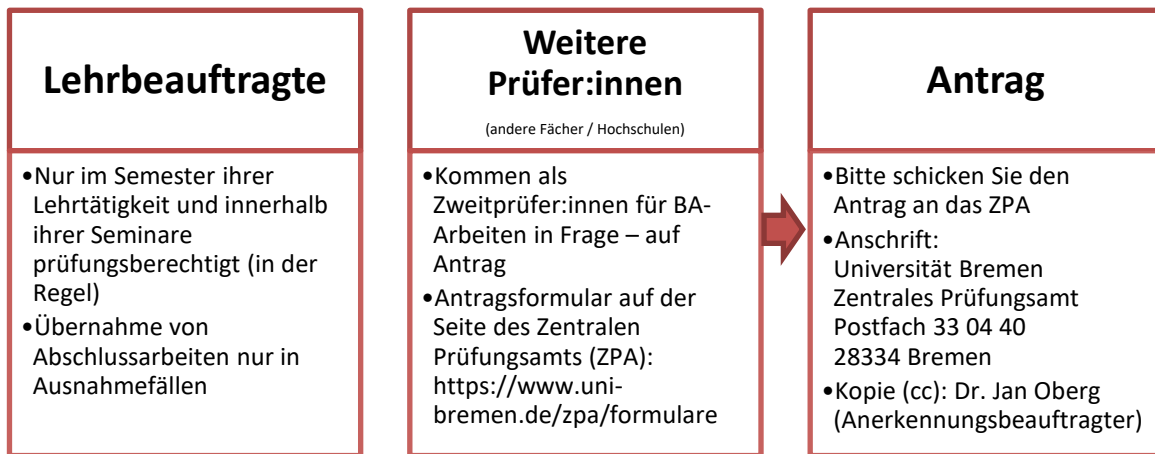 Lehrbeauftragte
•Nur im Semester ihrer
Lehrtätigkeit und innerhalb
ihrer Seminare
prüfungsberechtigt (in der
Regel)
•Übernahme von
Abschlussarbeiten nur in
Ausnahmefällen
Weitere
Prüfer:innen
(andere Fächer / Hochschulen)
•Kommen als
Zweitprüfer:innen für BA-
Arbeiten in Frage – auf
Antrag
•Antragsformular auf der
Seite des Zentralen
Prüfungsamts (ZPA):
https://www.uni-
bremen.de/zpa/formulare
Antrag
•Bitte schicken Sie den
Antrag an das ZPA
•Anschrift:
Universität Bremen
Zentrales Prüfungsamt
Postfach 33 04 40
28334 Bremen
•Kopie (cc): Dr. Jan Oberg
(Anerkennungsbeauftragter)